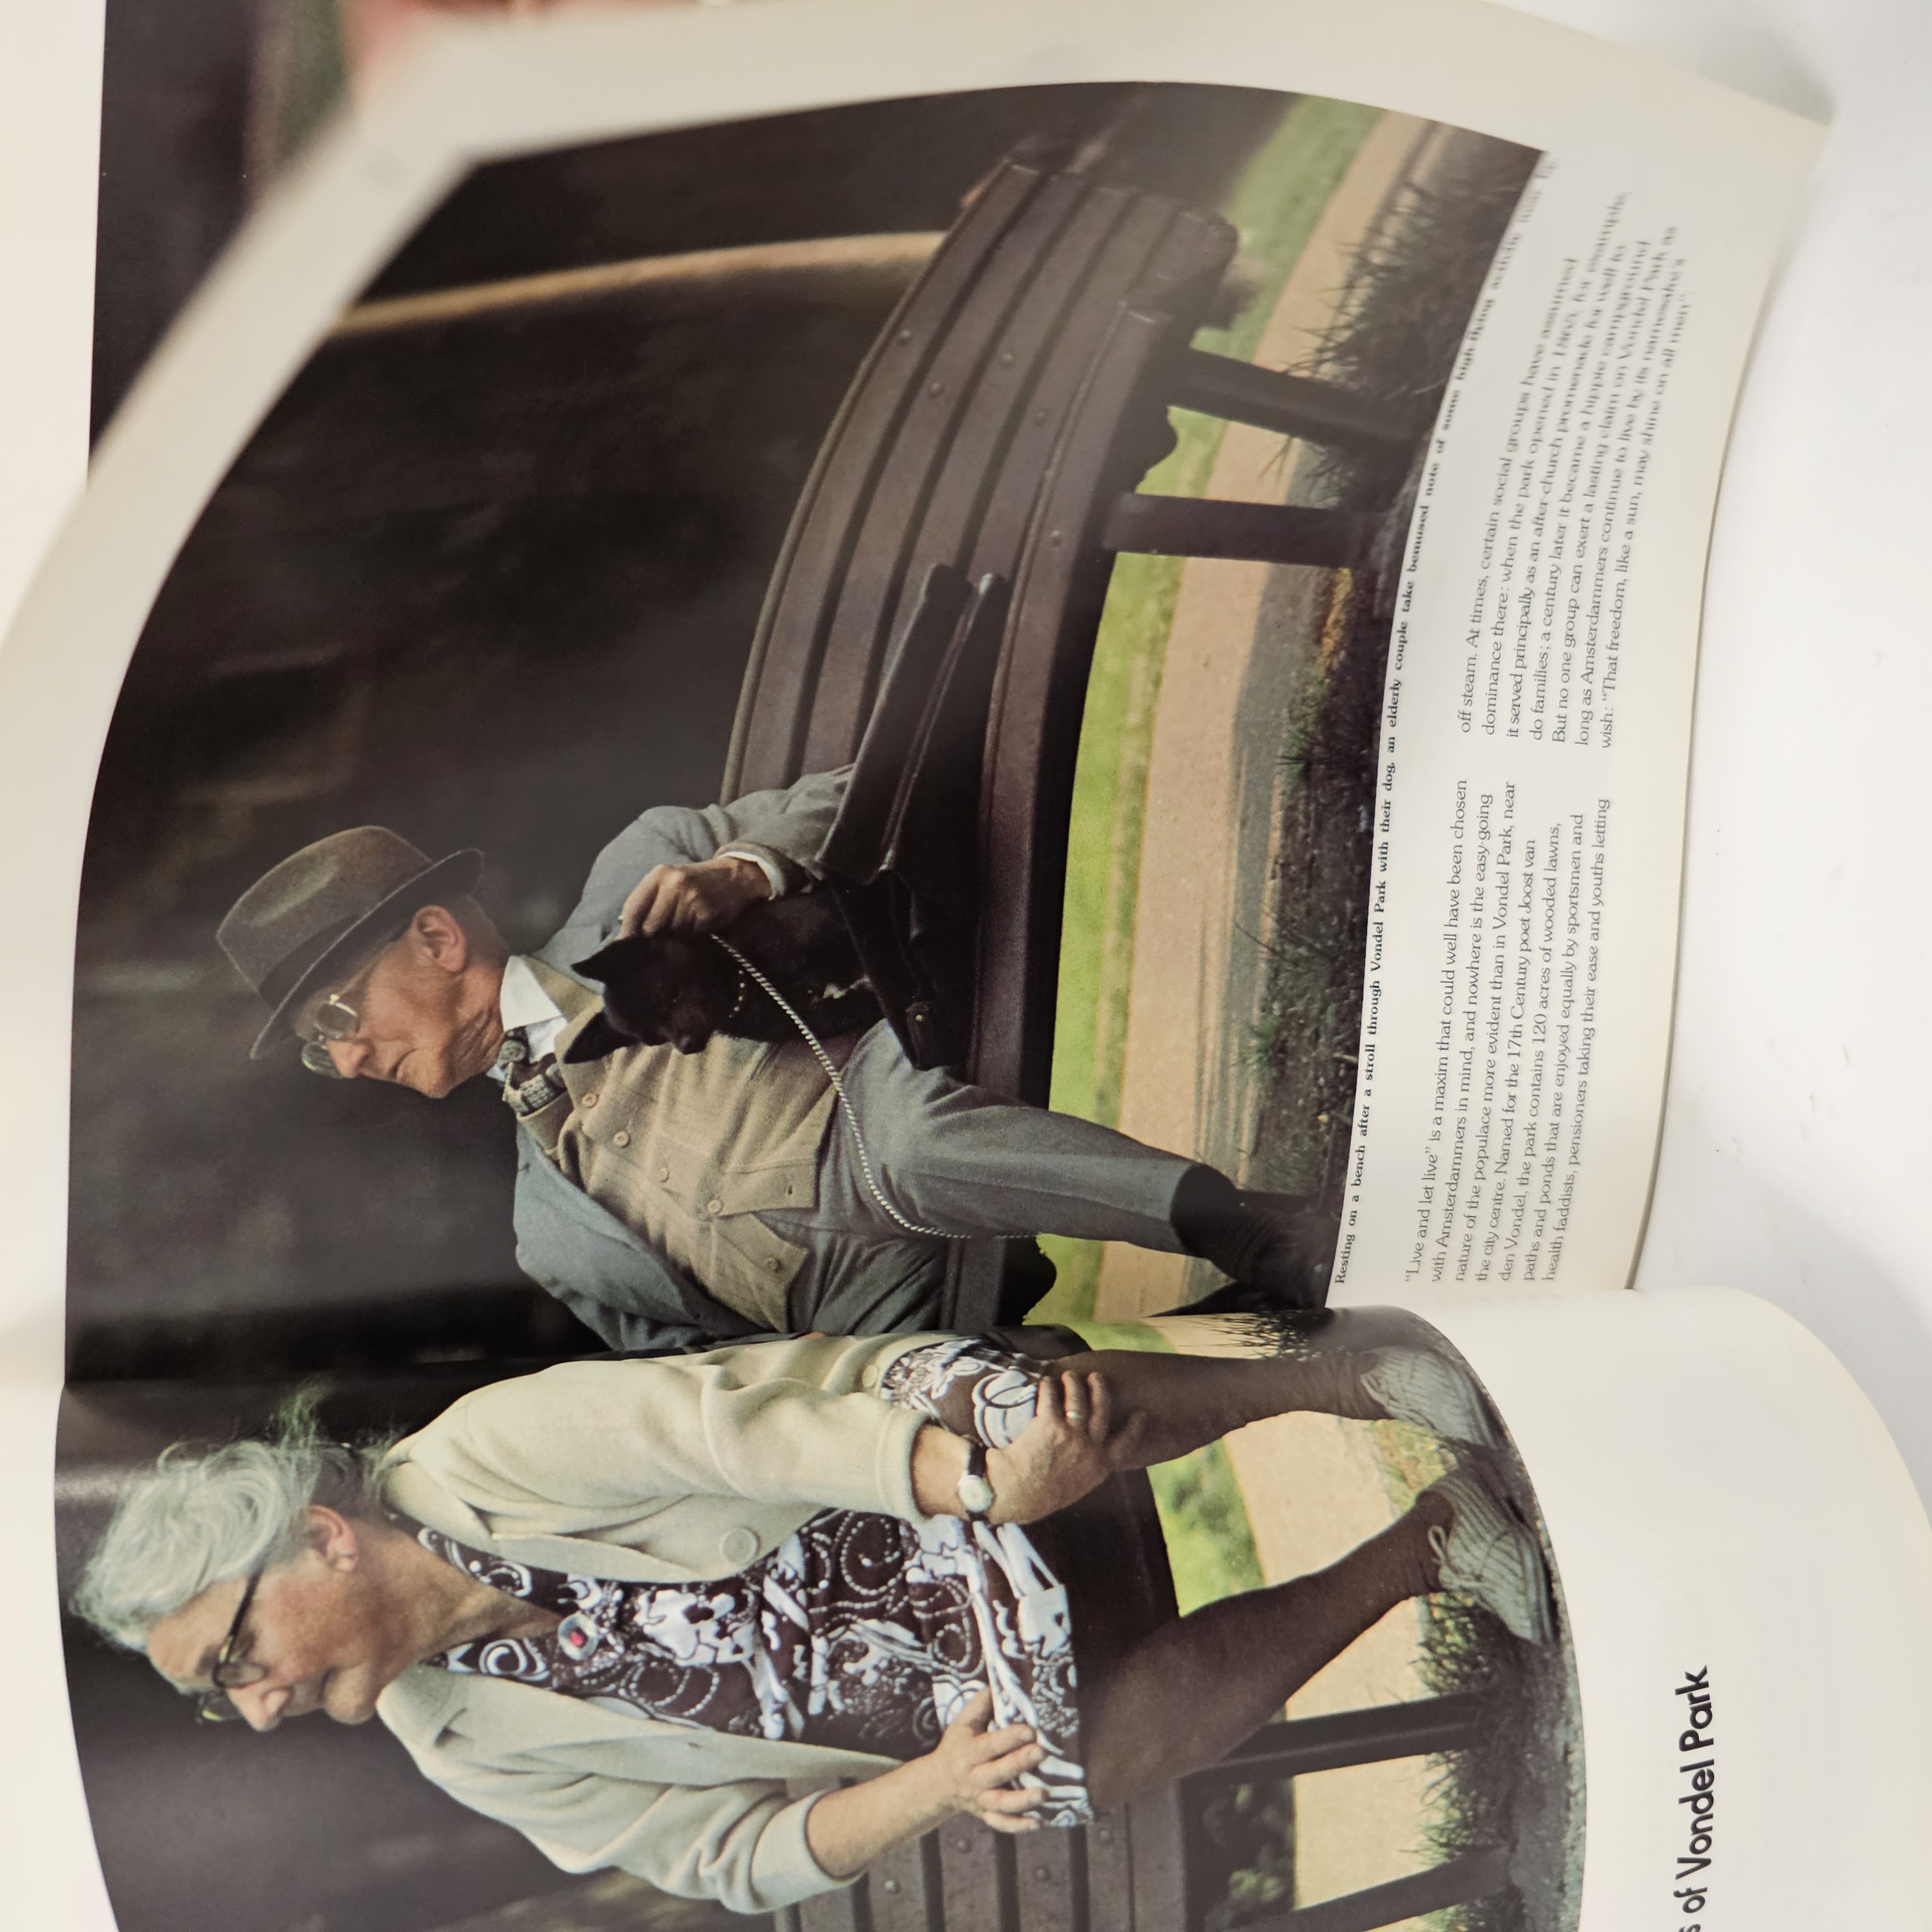 Resting on a bench after a stroll through Vondel Park with their dog, an elderly couple take bemused note of some high-flying activity
"Live and let live" is a maxim that could well have been chosen
with Amsterdammers in mind, and nowhere is the easy-going
nature of the populace more evident than in Vondel Park, near
the city centre. Named for the 17th Century poet Joost van
den Vondel, the park contains 120 acres of wooded lawns,
paths and ponds that are enjoyed equally by sportsmen and
health faddists, pensioners taking their ease and youths letting
off steam. At times, certain social groups have assumed
dominance there: when the park opened in 1865, for example,
it served principally as an after-church promenade for well-to-
do families; a century later it became a hippie campground.
But no one group can exert a lasting claim on Vondel Park as
long as Amsterdammers continue to live by its namesake's
wish: "That freedom, like a sun, may shine on all men".
s of Vondel Park